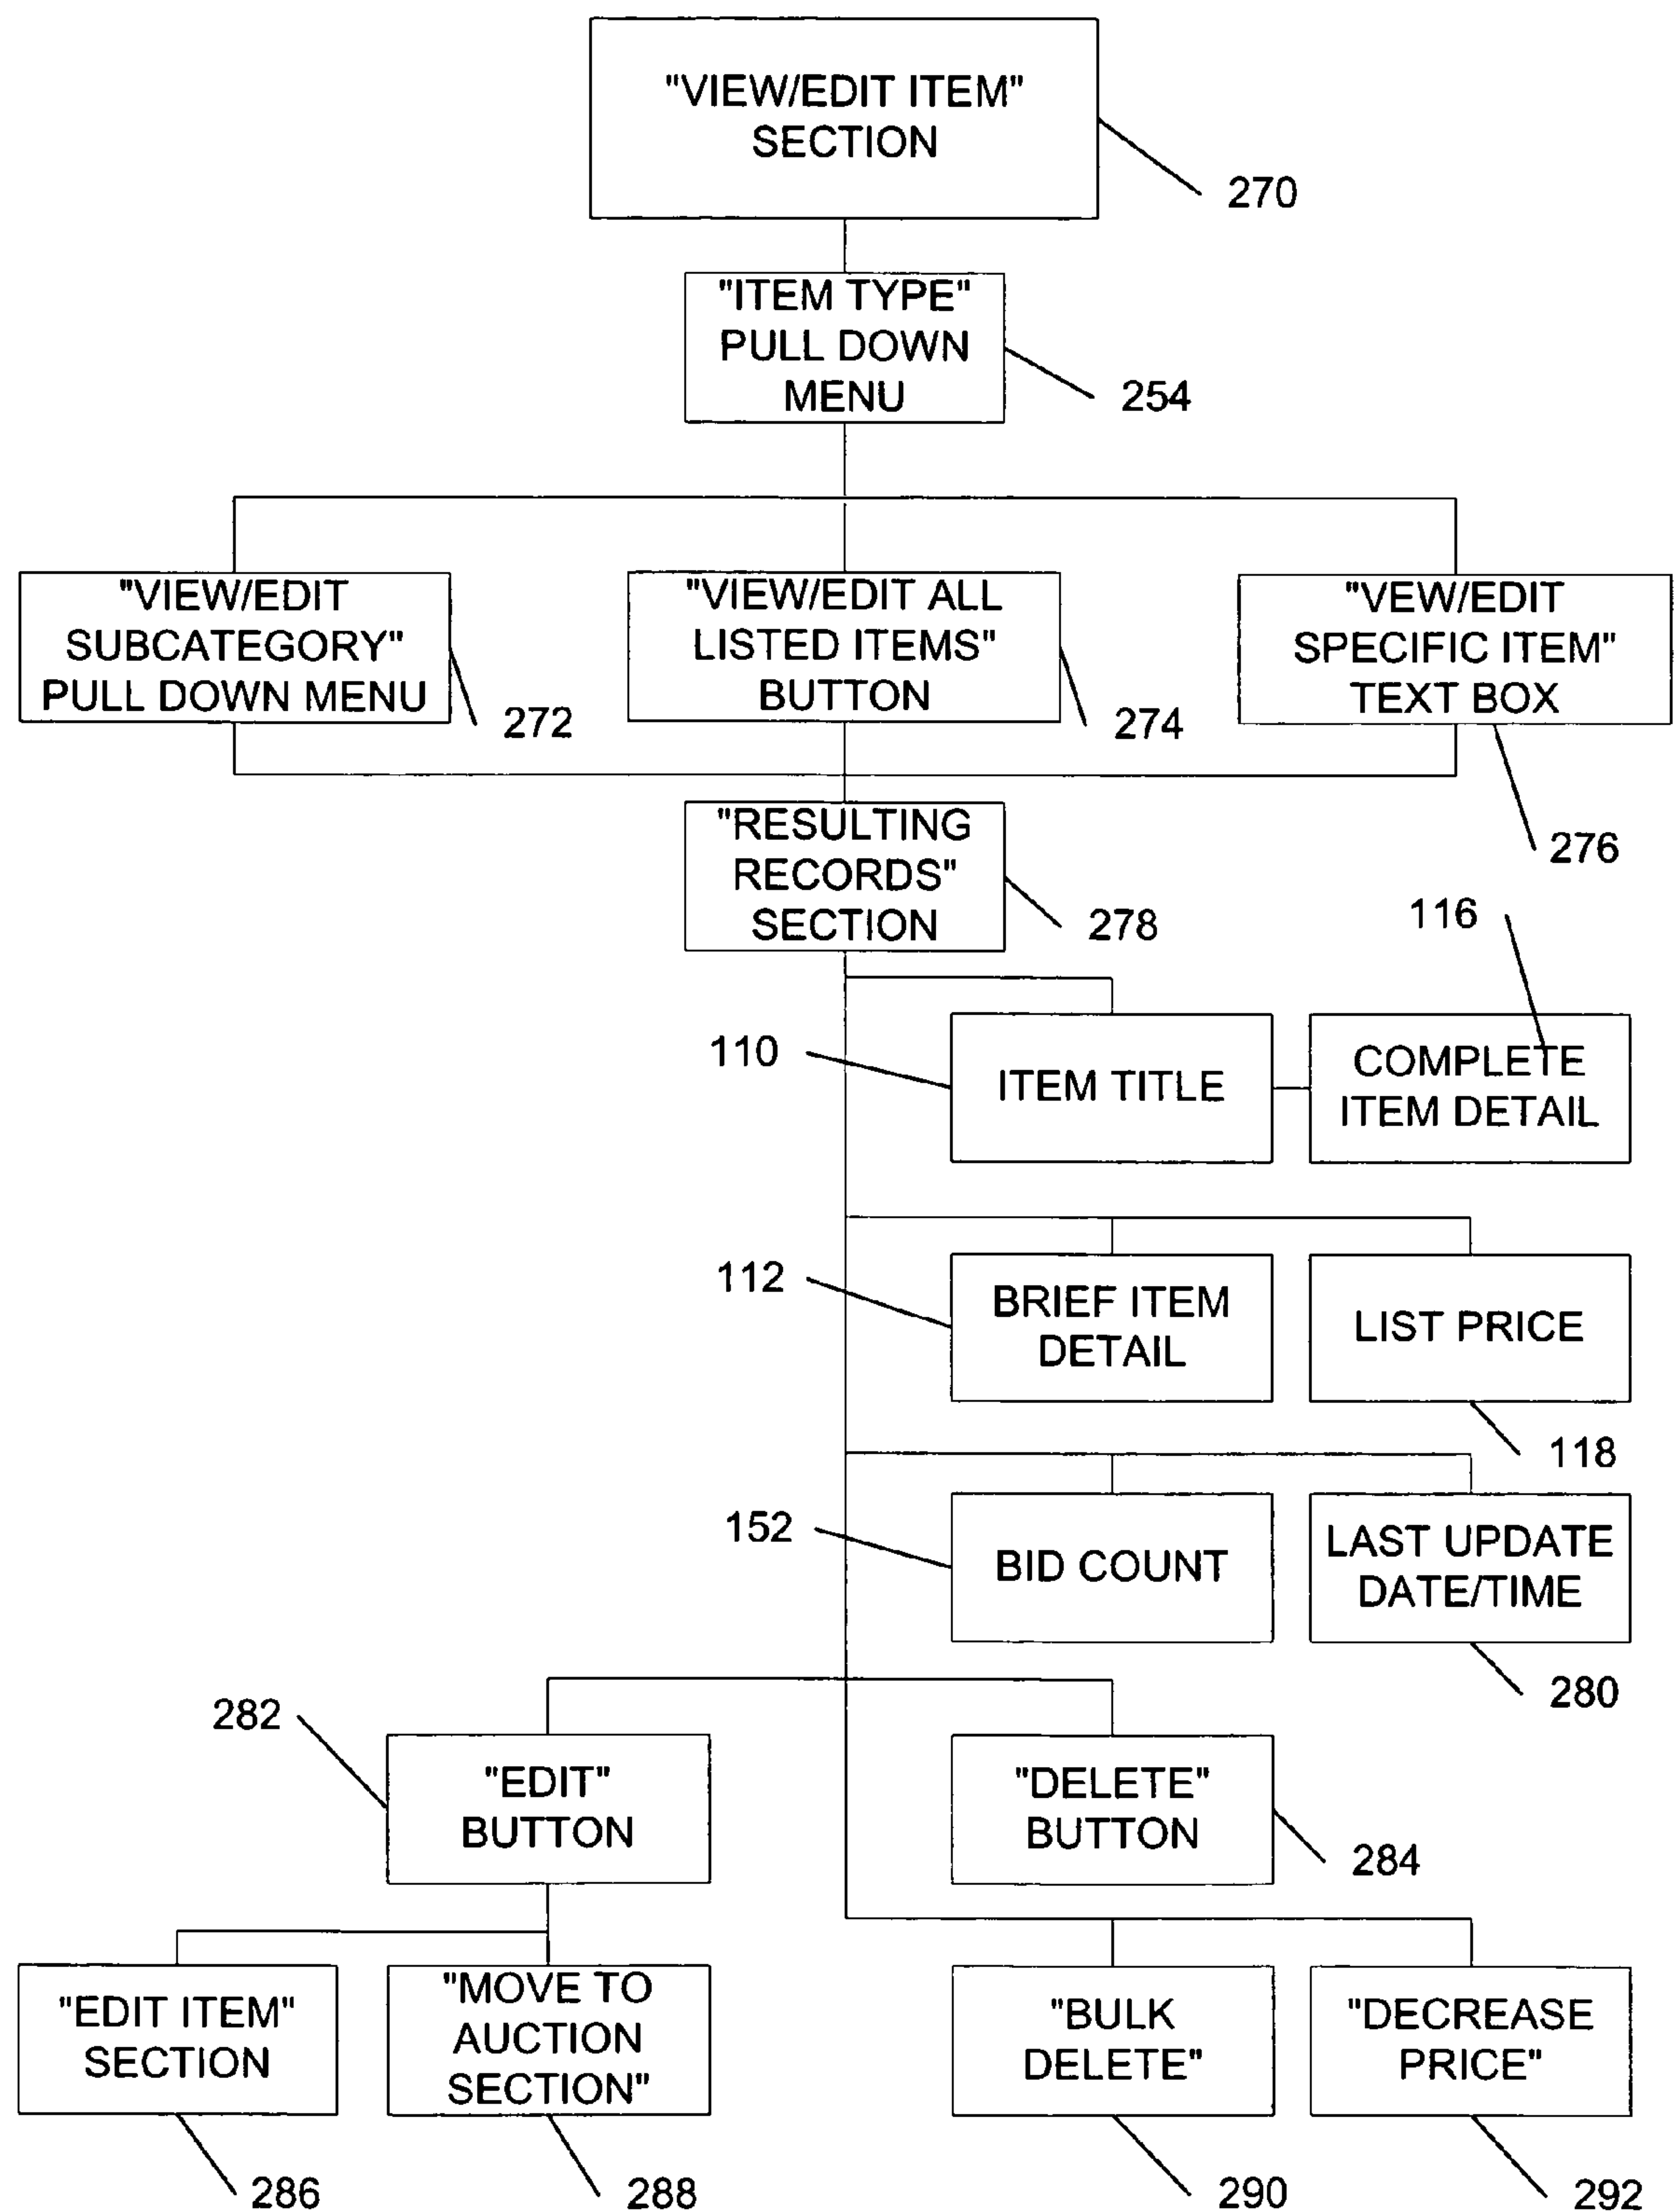 "VIEW/EDIT ITEM"
SECTION
270
"ITEM TYPE"
PULL DOWN
MENU
254
"VIEW/EDIT
SUBCATEGORY"
PULL DOWN MENU
272
"VIEW/EDIT ALL
LISTED ITEMS"
BUTTON
274
"VEW/EDIT
SPECIFIC ITEM"
TEXT BOX
276
"RESULTING
RECORDS"
SECTION
278
116
110
ITEM TITLE
COMPLETE
ITEM DETAIL
112
BRIEF ITEM
DETAIL
LIST PRICE
118
152
BID COUNT
LAST UPDATE
DATE/TIME
280
282
"EDIT"
BUTTON
"DELETE"
BUTTON
284
"EDIT ITEM"
SECTION
286
"MOVE TO
AUCTION
SECTION"
288
"BULK
DELETE"
290
"DECREASE
PRICE"
292